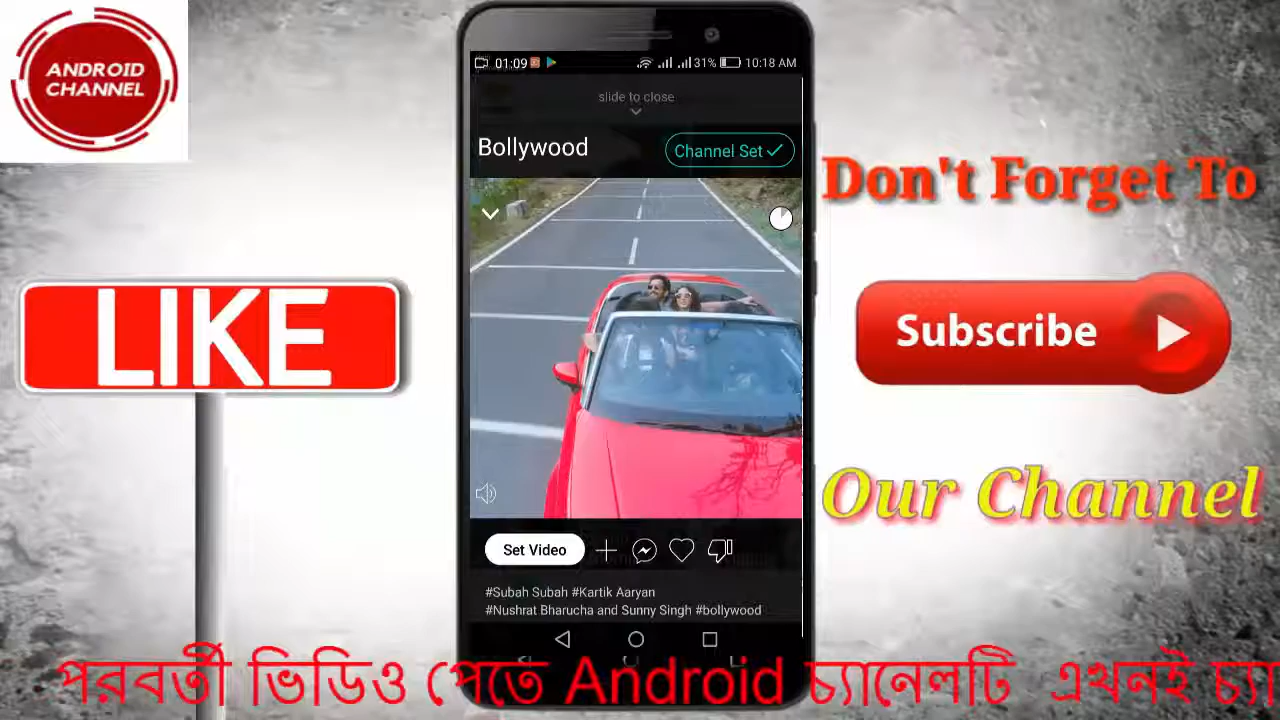 ANDROID
CHANNEL
01:09
31%
10:18 AM
slide to close
Bollywood
Channel Set
Set Video
#Subah Subah #Kartik Aaryan
#Nushrat Bharucha and Sunny Singh #bollywood
LIKE
Don't Forget To
Subscribe
Our Channel
পরবর্তী ভিডিও পেতে Android চ্যানেলটি এখনই